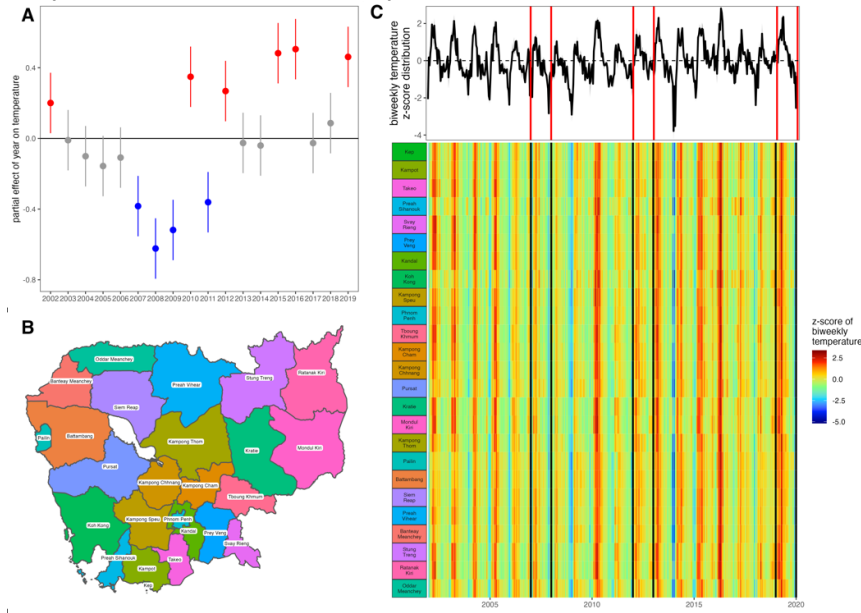 A
partial effect of year on temperature
0.4
0.0
-0.4
-0.8
2002 2003 2004 2005 2006 2007 2008 2009 2010 2011 2012 2013 2014 2015 2016 2017 2018 2019
B
Oddar Meanchey
Banteay Meanchey
Preah Vihear
Stung Treng
Ratanak Kiri
Siem Reap
Pailin
Battambang
Kampong Thom
Kratie
Mondul Kiri
Pursat
Kampong Chhnang
Kampong Cham
Tboung Khmum
Koh Kong
Kampong Speu
Phnom Penh
Kandal
Prey Veng
Svay Rieng
Preah Sihanouk
Kampot
Takeo
Kep
C
biweekly temperature
z-score distribution
2
0
-2
-4
Kep
Kampot
Takeo
Preah
Sihanouk
Svay
Rieng
Prey
Veng
Kandal
Koh
Kong
Kampong
Speu
Phnom
Penh
Tboung
Khmum
Kampong
Cham
Kampong
Chhnang
Pursat
Kratie
Mondul
Kiri
Kampong
Thom
Pailin
Battambang
Siem
Reap
Preah
Vihear
Banteay
Meanchey
Stung
Treng
Ratanak
Kiri
Oddar
Meanchey
2005 2010 2015 2020
z-score of
biweekly
temperature
2.5
0.0
-2.5
-5.0